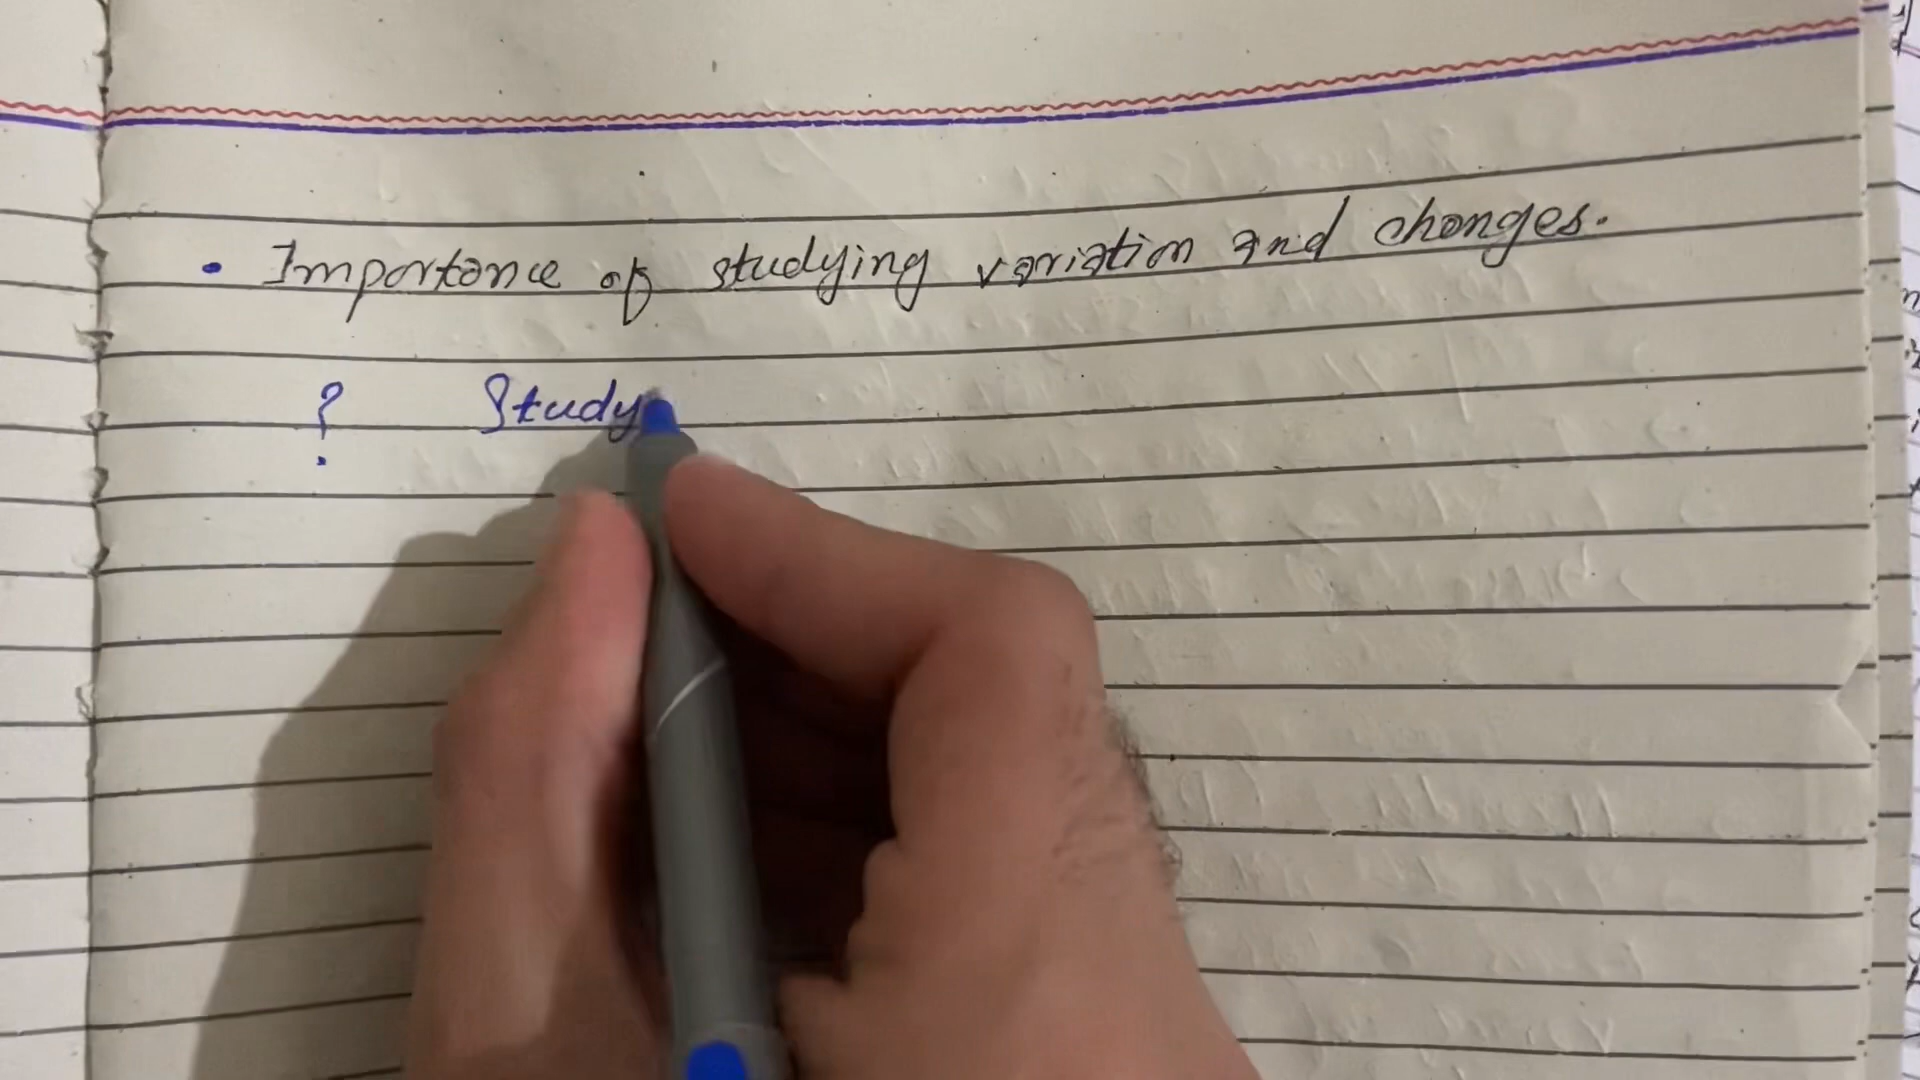 • Importance of studying variation and changes.
? Study